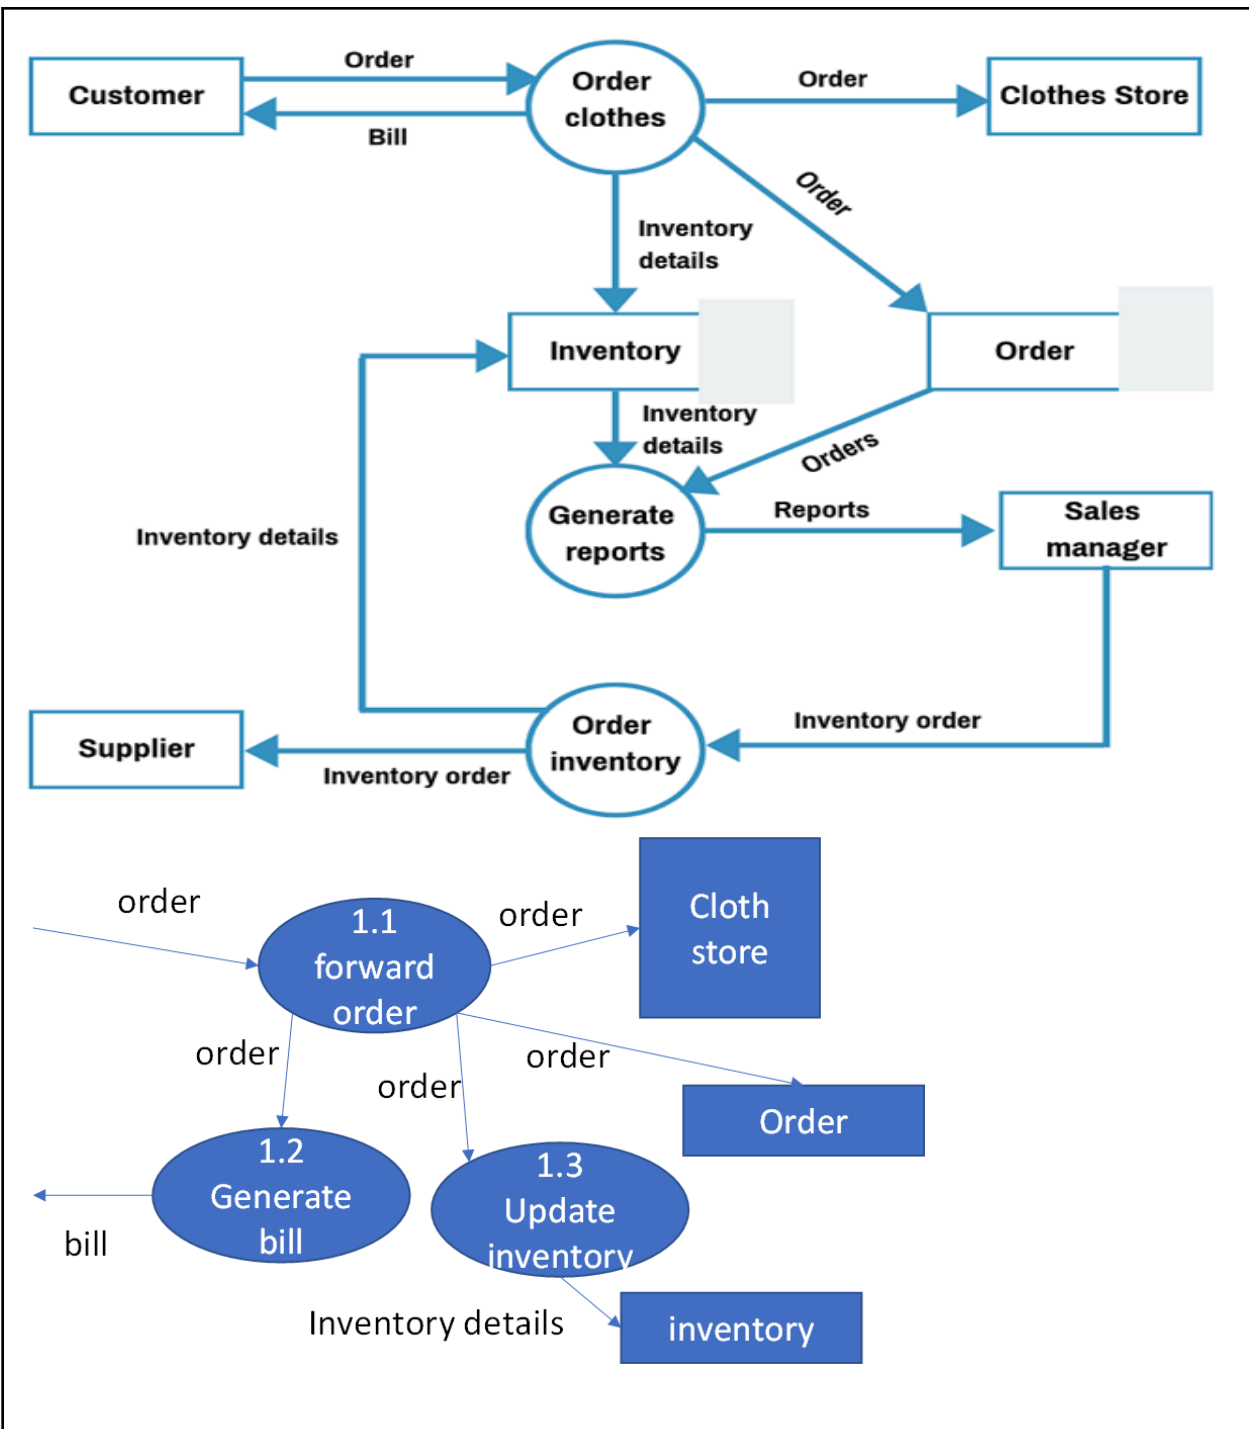 Order
Customer
Bill
Order
clothes
Order
Clothes Store
Order
Inventory
details
Inventory
Order
Inventory
details
Orders
Inventory details
Generate
reports
Reports
Sales
manager
Supplier
Inventory order
Order
inventory
Inventory order
order
1.1
forward
order
order
Cloth
store
order
order
order
Order
1.2
Generate
bill
bill
1.3
Update
inventory
Inventory details
inventory